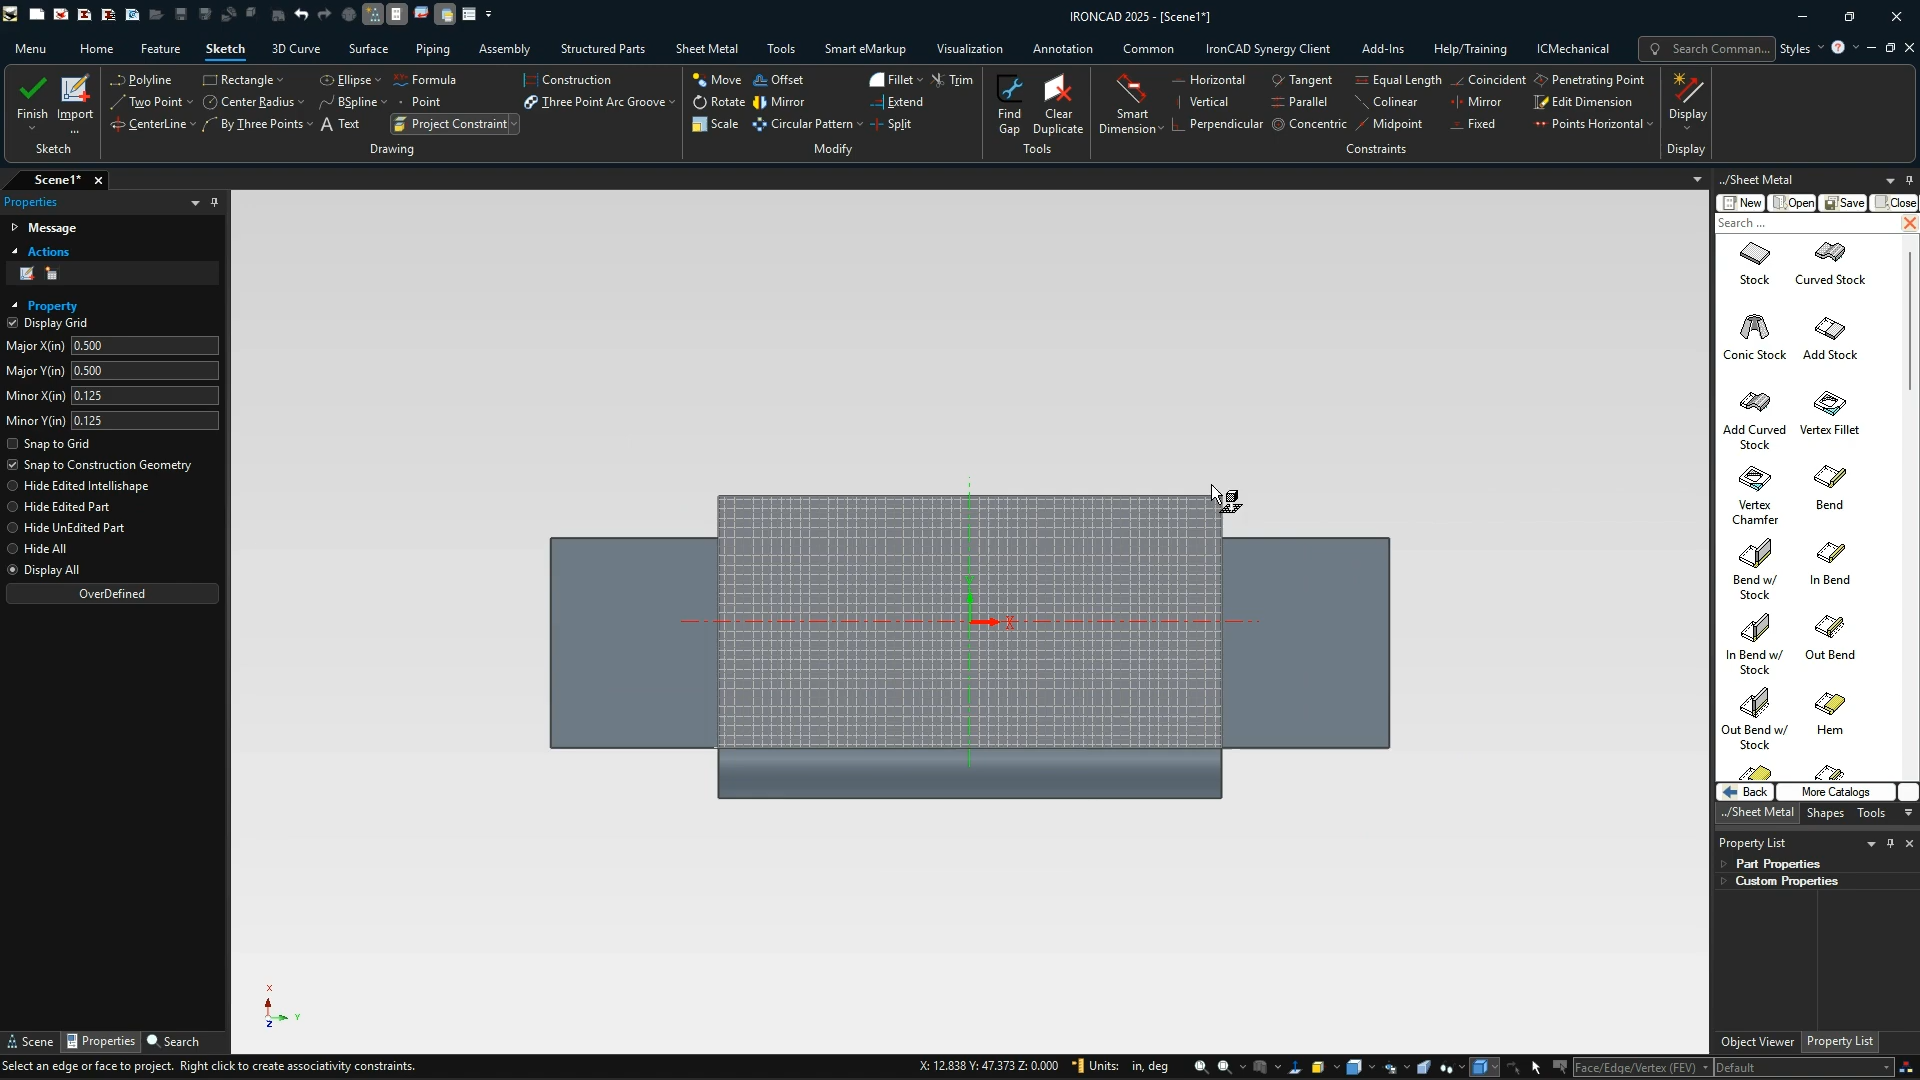 IRONCAD 2025 - [Scene1*]
Menu Home Feature Sketch 3D Curve Surface Piping Assembly Structured Parts Sheet Metal Tools Smart eMarkup Visualization Annotation Common IronCAD Synergy Client Add-Ins Help/Training ICMechanical Search Comman... Styles
Polyline Rectangle Ellipse Formula Construction Move Offset Fillet Trim Horizontal Tangent Equal Length Coincident Penetrating Point
Two Point Center Radius BSpline Point Three Point Arc Groove Rotate Mirror Extend Vertical Parallel Colinear Mirror Edit Dimension
CenterLine By Three Points Text Project Constraint Scale Circular Pattern Split Perpendicular Concentric Midpoint Fixed Points Horizontal
Finish Import ... Find Gap Clear Duplicate Smart Dimension Display
Sketch Drawing Modify Tools Constraints Display
Scene1*
Properties
Message
Actions
Property
Display Grid
Major X(in) 0.500
Major Y(in) 0.500
Minor X(in) 0.125
Minor Y(in) 0.125
Snap to Grid
Snap to Construction Geometry
Hide Edited Intellishape
Hide Edited Part
Hide UnEdited Part
Hide All
Display All
OverDefined
X
X
Y
Z
../Sheet Metal
New Open Save Close
Search ...
Stock Curved Stock
Conic Stock Add Stock
Add Curved Stock Vertex Fillet
Vertex Chamfer Bend
Bend w/ Stock In Bend
In Bend w/ Stock Out Bend
Out Bend w/ Stock Hem
Back More Catalogs
../Sheet Metal Shapes Tools
Property List
Part Properties
Custom Properties
Object Viewer Property List
Scene Properties Search
Select an edge or face to project. Right click to create associativity constraints. X: 12.838 Y: 47.373 Z: 0.000 Units: in, deg Face/Edge/Vertex (FEV) Default